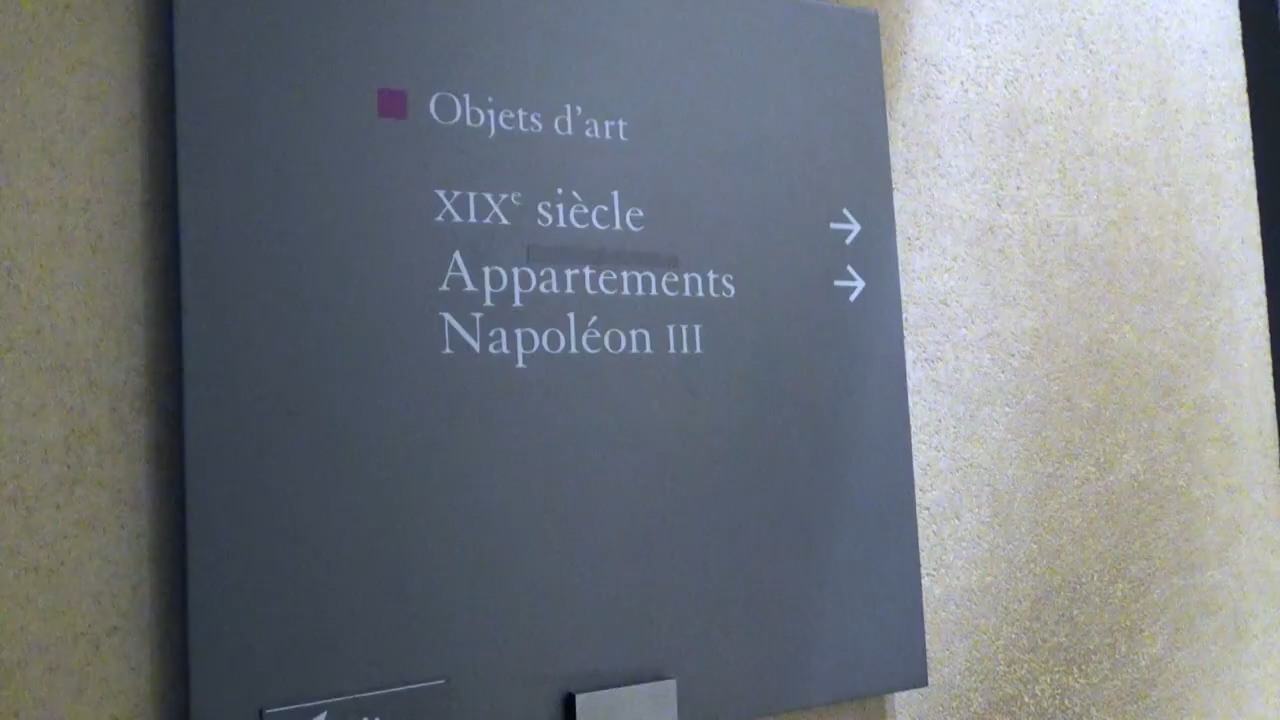 Objets d'art
XIXe siècle →
Appartements →
Napoléon III